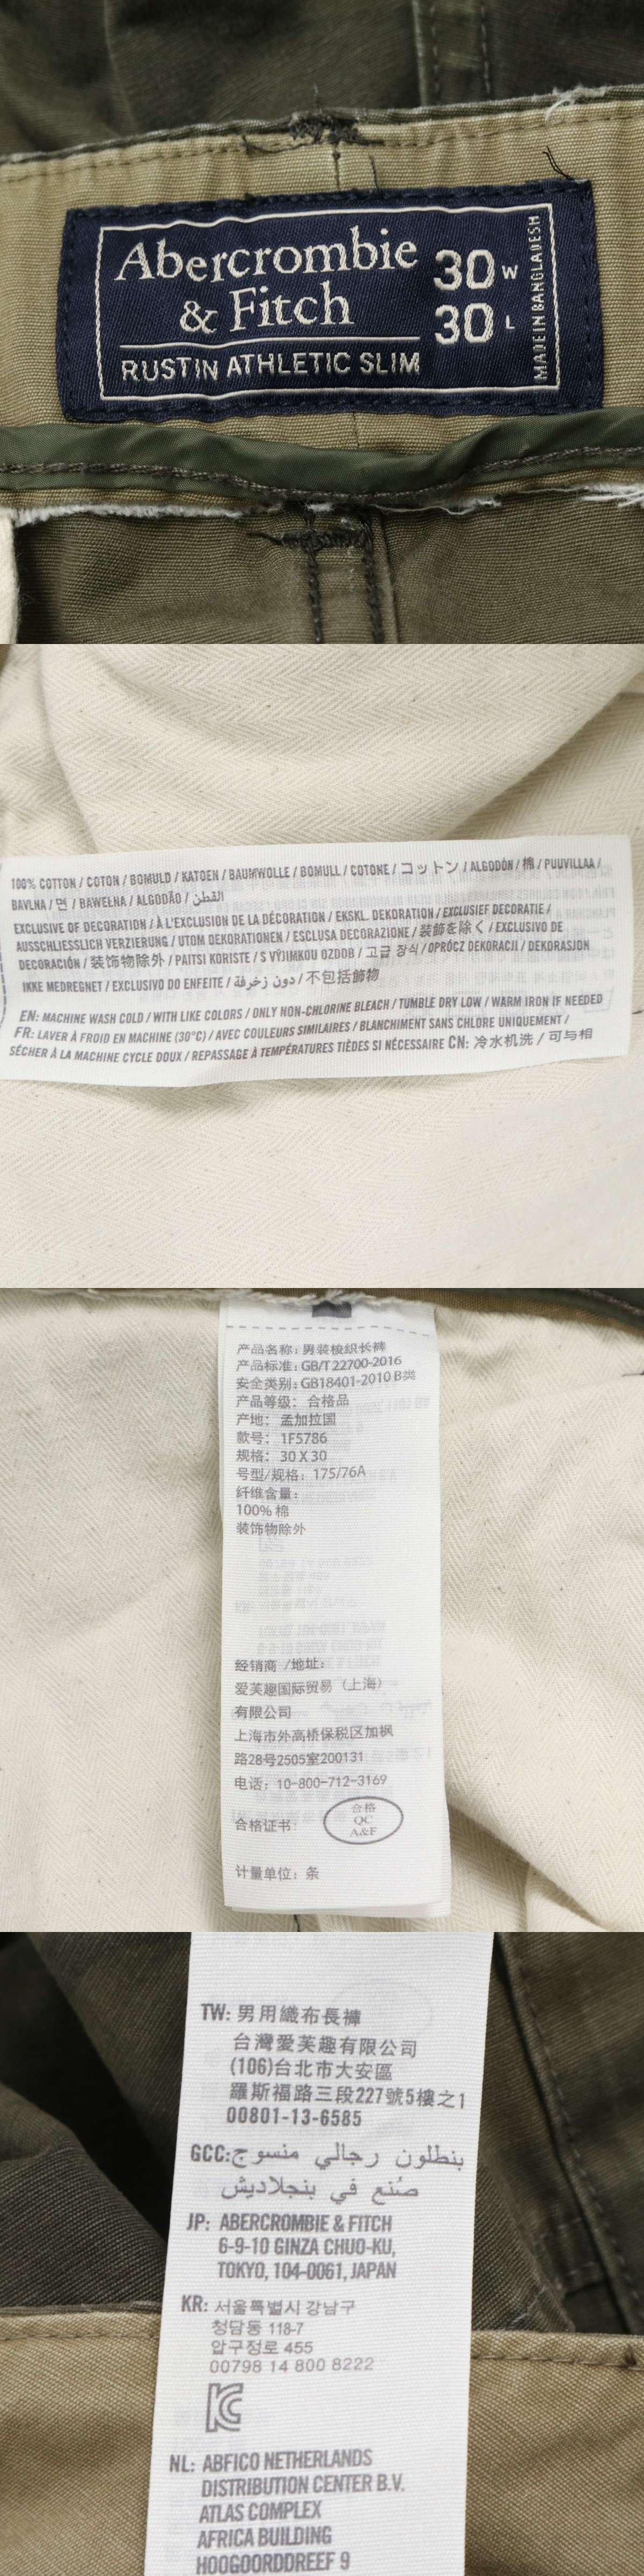 Abercrombie
& Fitch
RUSTIN ATHLETIC SLIM
30 W
30 L
MADE IN BANGLADESH
100% COTTON / COTON / BOMULD / KATOEN / BAUMWOLLE / BOMULL / COTONE / コットン / ALGODÓN / 棉 / PUUVILLAA /
BAVLNA / 면 / BAWEŁNA / ALGODÃO / القطن
EXCLUSIVE OF DECORATION / À L'EXCLUSION DE LA DÉCORATION / EKSKL. DEKORATION / EXCLUSIEF DECORATIE /
AUSSCHLIESSLICH VERZIERUNG / UTOM DEKORATIONEN / ESCLUSA DECORAZIONE / 装飾を除く / EXCLUSIVO DE
DECORACIÓN / 装饰物除外 / PAITSI KORISTE / S VÝJIMKOU OZDOB / 고급 장식 / OPRÓCZ DEKORACJI / DEKORASJON
IKKE MEDREGNET / EXCLUSIVO DO ENFEITE / دون زخرفة / 不包括飾物
EN: MACHINE WASH COLD / WITH LIKE COLORS / ONLY NON-CHLORINE BLEACH / TUMBLE DRY LOW / WARM IRON IF NEEDED
FR: LAVER À FROID EN MACHINE (30°C) / AVEC COULEURS SIMILAIRES / BLANCHIMENT SANS CHLORE UNIQUEMENT /
SÉCHER À LA MACHINE CYCLE DOUX / REPASSAGE À TEMPÉRATURES TIÈDES SI NÉCESSAIRE CN: 冷水机洗 / 可与相
产品名称: 男装梭织长裤
产品标准: GB/T 22700-2016
安全类别: GB18401-2010 B类
产品等级: 合格品
产地: 孟加拉国
款号: 1F5786
规格: 30 X 30
号型/规格: 175/76A
纤维含量:
100% 棉
装饰物除外
经销商 /地址:
爱芙趣国际贸易 (上海)
有限公司
上海市外高桥保税区加枫
路28号2505室200131
电话: 10-800-712-3169
合格证书:
合格
QC
A&F
计量单位: 条
TW: 男用織布長褲
台灣愛芙趣有限公司
(106)台北市大安區
羅斯福路三段227號5樓之1
00801-13-6585
GCC: بنطلون رجالي منسوج
صُنع في بنجلاديش
JP: ABERCROMBIE & FITCH
6-9-10 GINZA CHUO-KU,
TOKYO, 104-0061, JAPAN
KR: 서울특별시 강남구
청담동 118-7
압구정로 455
00798 14 800 8222
NL: ABFICO NETHERLANDS
DISTRIBUTION CENTER B.V.
ATLAS COMPLEX
AFRICA BUILDING
HOOGOORDDREEF 9